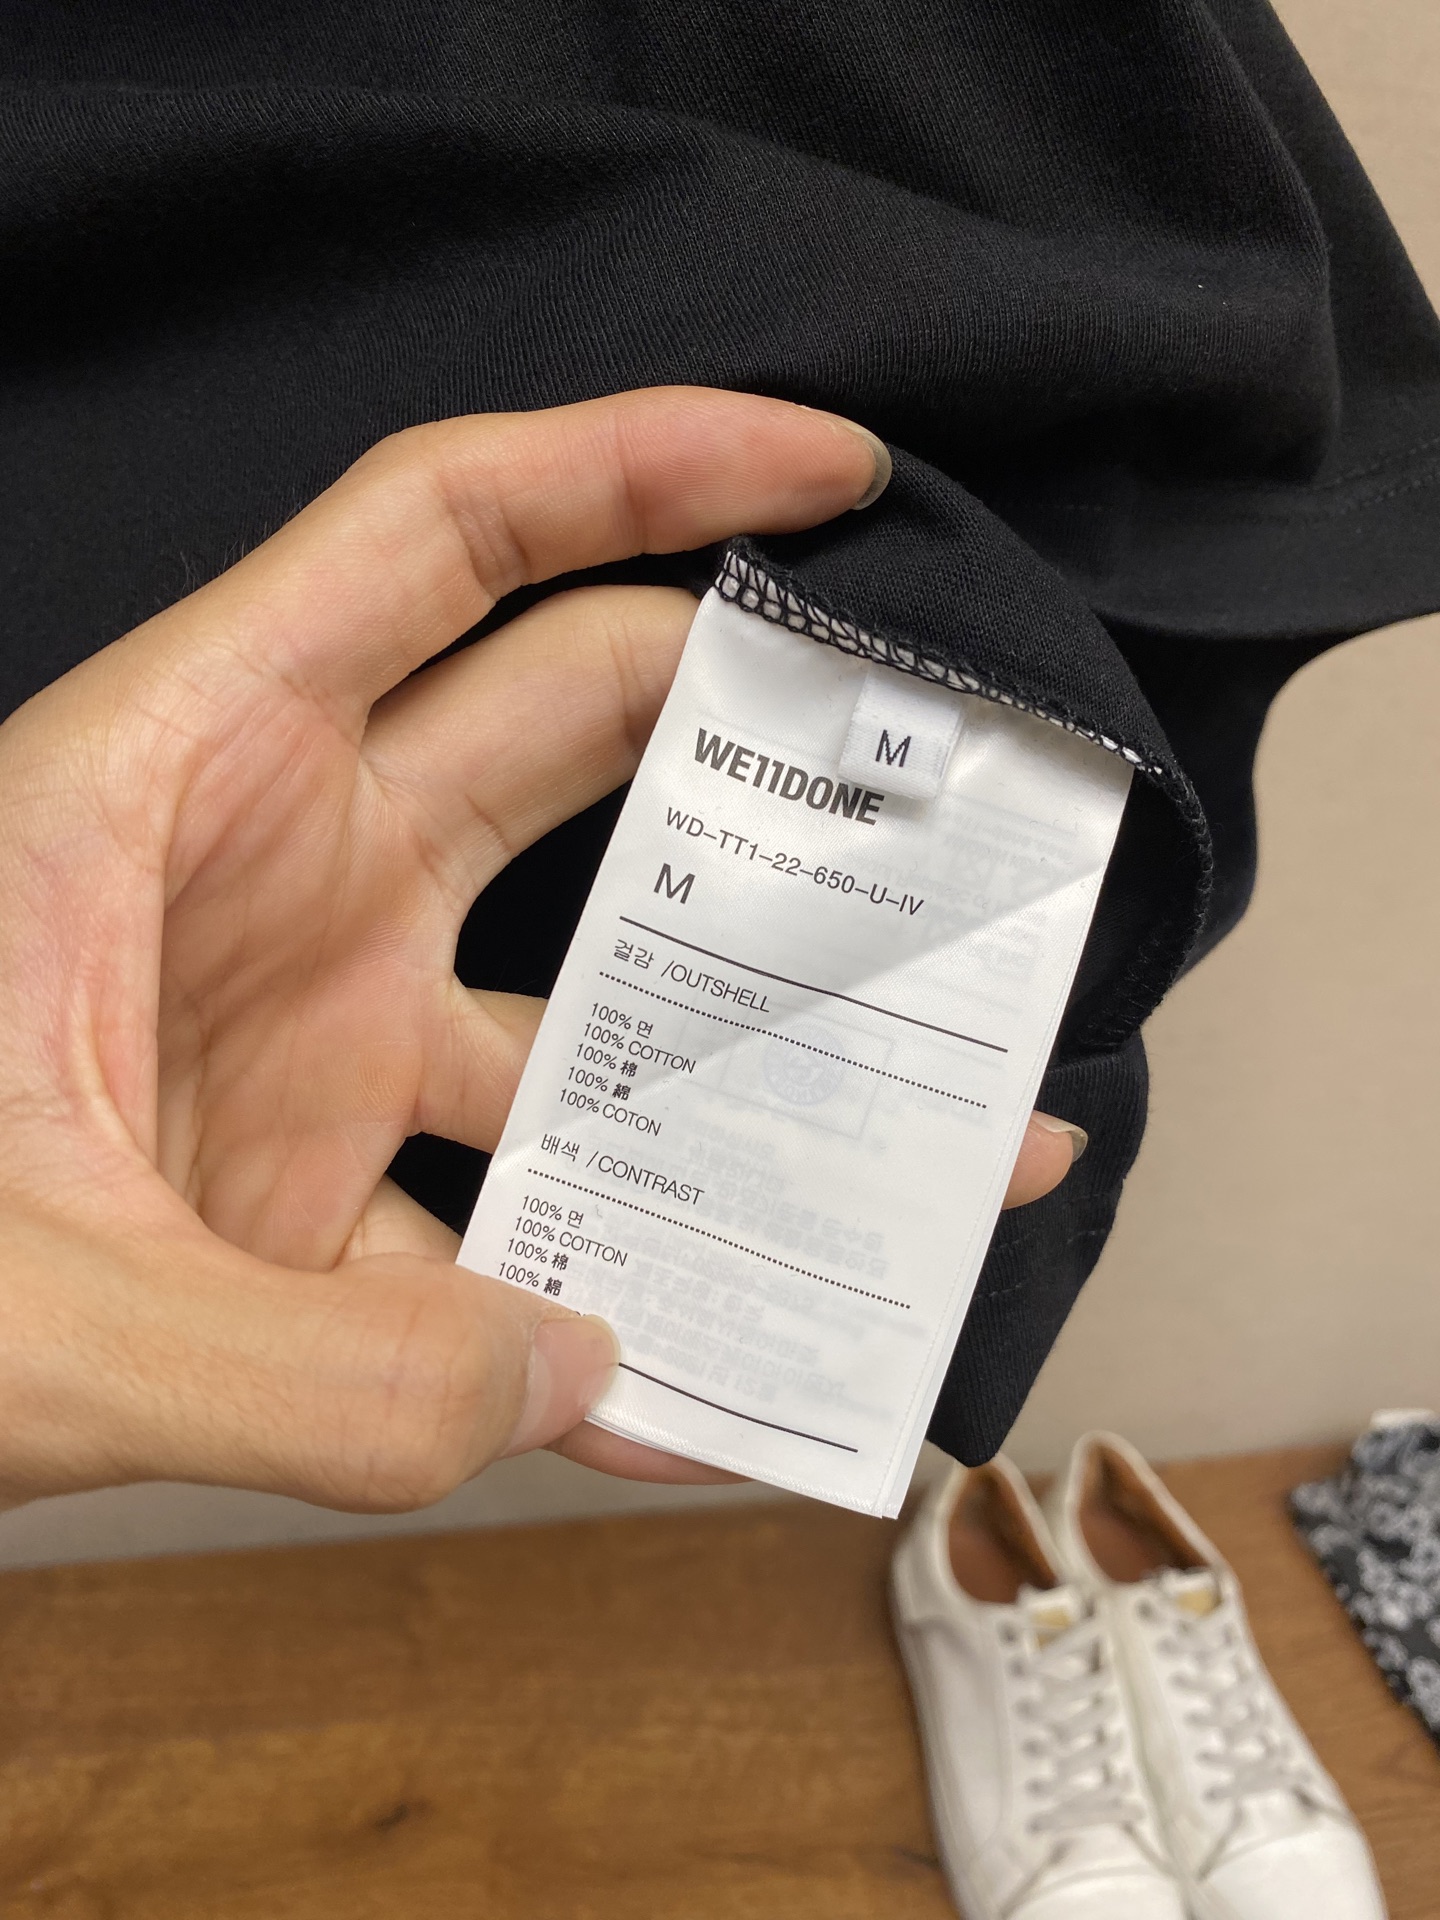 M
WE11DONE
WD-TT1-22-650-U-IV
M
겉감 /OUTSHELL
100% 면
100% COTTON
100% 棉
100% 綿
100% COTON
배색 /CONTRAST
100% 면
100% COTTON
100% 棉
100% 綿